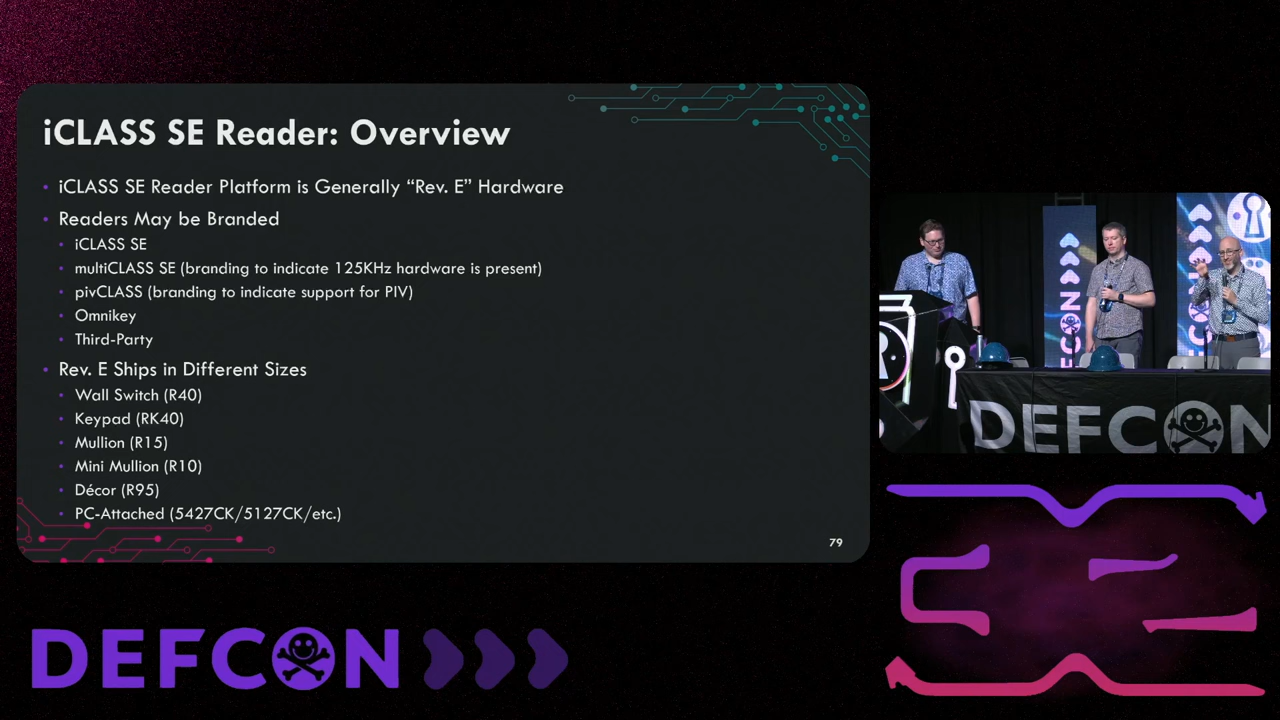 iCLASS SE Reader: Overview
• iCLASS SE Reader Platform is Generally “Rev. E” Hardware
• Readers May be Branded
• iCLASS SE
• multiCLASS SE (branding to indicate 125KHz hardware is present)
• pivCLASS (branding to indicate support for PIV)
• Omnikey
• Third-Party
• Rev. E Ships in Different Sizes
• Wall Switch (R40)
• Keypad (RK40)
• Mullion (R15)
• Mini Mullion (R10)
• Décor (R95)
• PC-Attached (5427CK/5127CK/etc.)
79
DEFCON
DEFCON
DEFCON